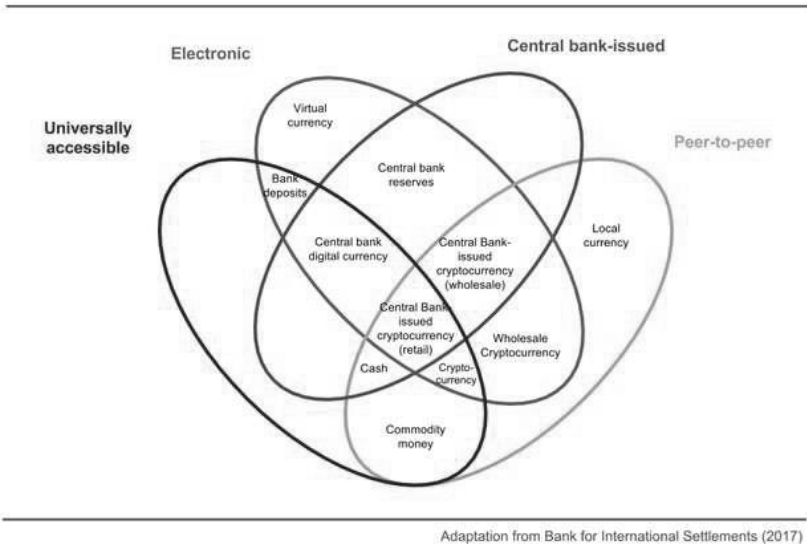 Electronic
Central bank-issued
Universally
accessible
Peer-to-peer
Virtual
currency
Bank
deposits
Central bank
reserves
Local
currency
Central bank
digital currency
Central Bank-
issued
cryptocurrency
(wholesale)
Central Bank
issued
cryptocurrency
(retail)
Wholesale
Cryptocurrency
Cash
Crypto-
currency
Commodity
money
Adaptation from Bank for International Settlements (2017)